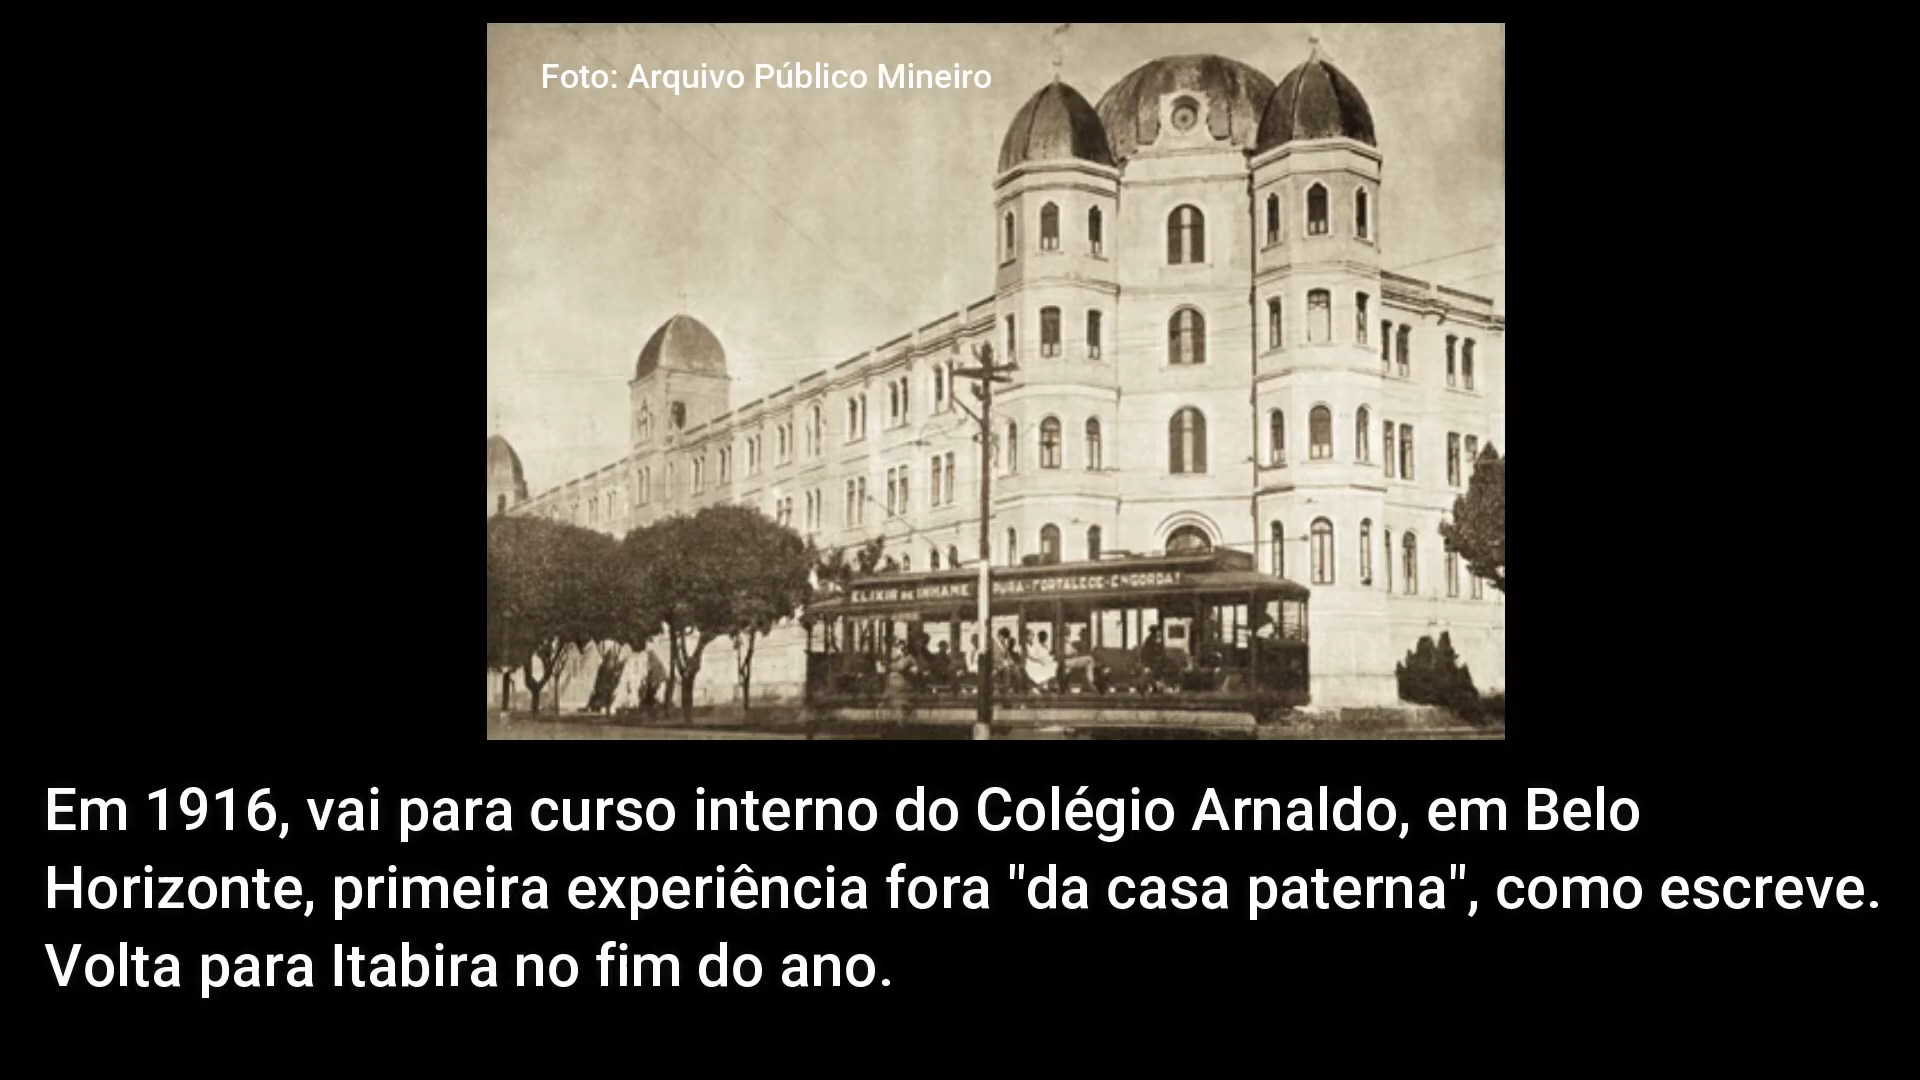 Foto: Arquivo Público Mineiro
ELIXIR DE INHAME PURA-FORTALECE-ENGORDA!
Em 1916, vai para curso interno do Colégio Arnaldo, em Belo
Horizonte, primeira experiência fora "da casa paterna", como escreve.
Volta para Itabira no fim do ano.